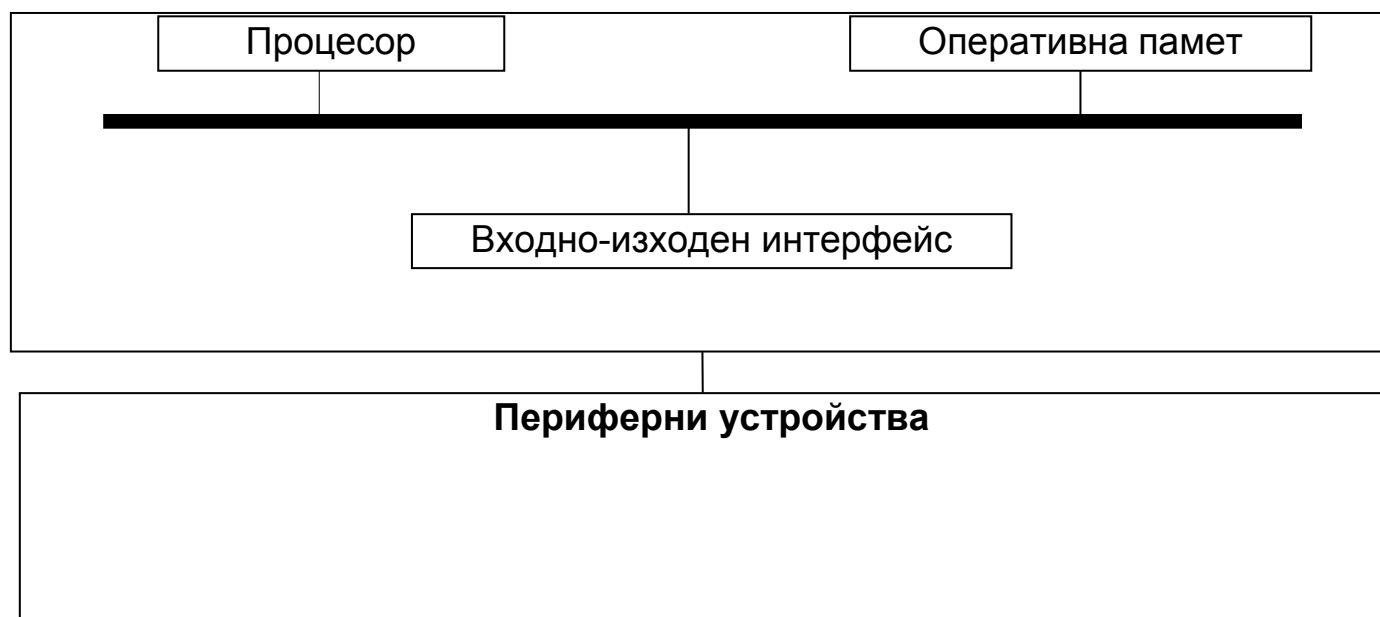 Процесор
Оперативна памет
Входно-изходен интерфейс
Периферни устройства